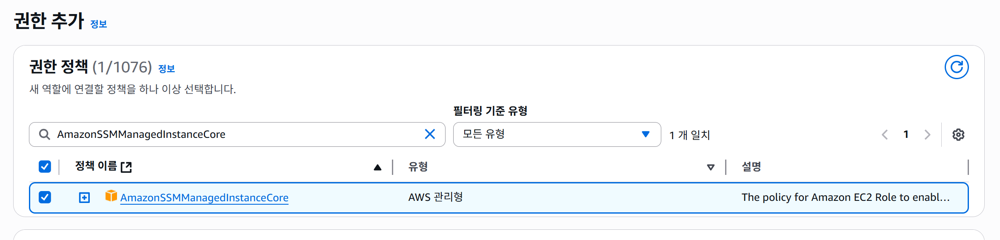 권한 추가 정보
권한 정책 (1/1076) 정보
새 역할에 연결할 정책을 하나 이상 선택합니다.
필터링 기준 유형
AmazonSSMManagedInstanceCore 모든 유형 1 개 일치 1
정책 이름 유형 설명
AmazonSSMManagedInstanceCore AWS 관리형 The policy for Amazon EC2 Role to enabl...